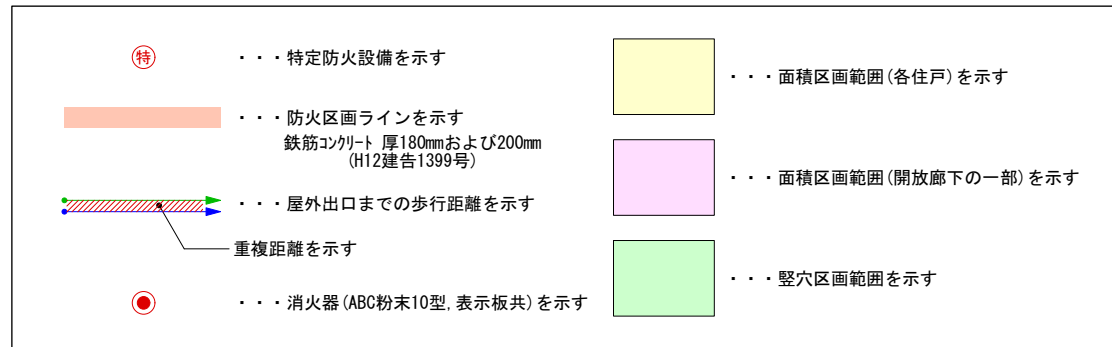 特 ・・・特定防火設備を示す
・・・防火区画ラインを示す
鉄筋ｺﾝｸﾘｰﾄ 厚180mmおよび200mm
(H12建告1399号)
・・・屋外出口までの歩行距離を示す
重複距離を示す
・・・消火器(ABC粉末10型,表示板共)を示す
・・・面積区画範囲(各住戸)を示す
・・・面積区画範囲(開放廊下の一部)を示す
・・・竪穴区画範囲を示す